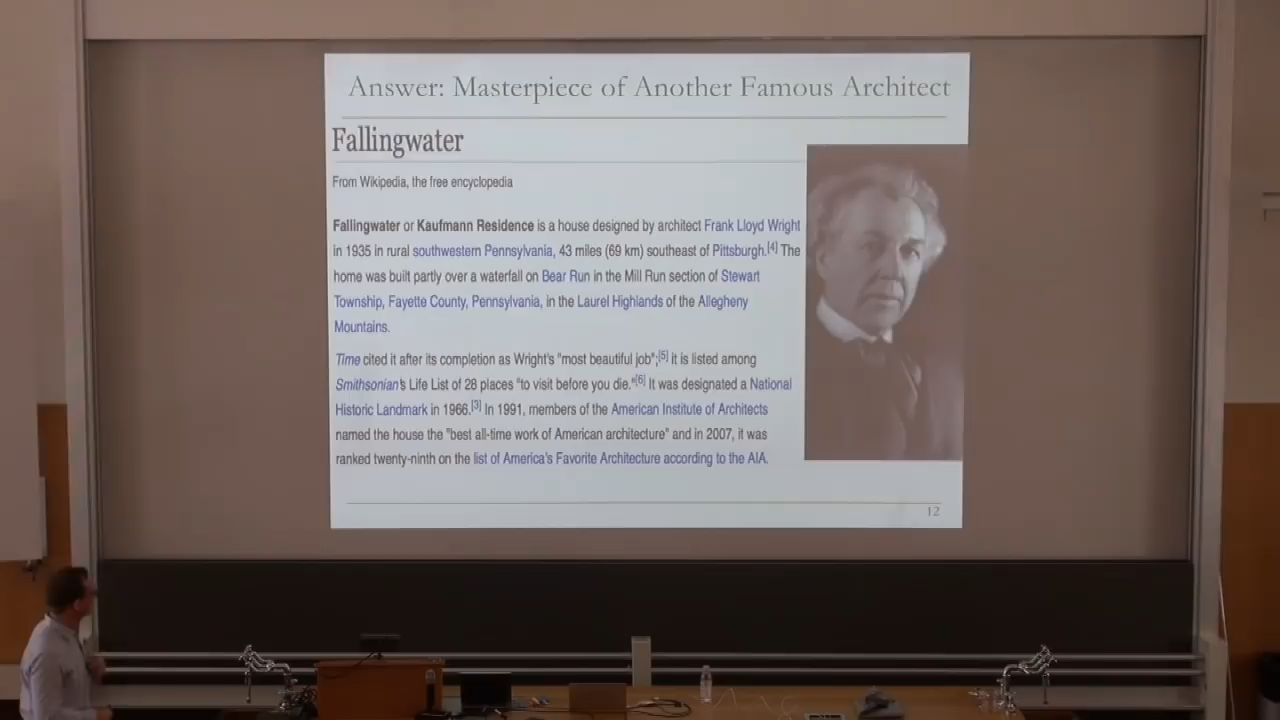 Answer: Masterpiece of Another Famous Architect
Fallingwater
From Wikipedia, the free encyclopedia
Fallingwater or Kaufmann Residence is a house designed by architect Frank Lloyd Wright
in 1935 in rural southwestern Pennsylvania, 43 miles (69 km) southeast of Pittsburgh.[4] The
home was built partly over a waterfall on Bear Run in the Mill Run section of Stewart
Township, Fayette County, Pennsylvania, in the Laurel Highlands of the Allegheny
Mountains.
Time cited it after its completion as Wright's "most beautiful job";[5] it is listed among
Smithsonian's Life List of 28 places "to visit before you die."[6] It was designated a National
Historic Landmark in 1966.[3] In 1991, members of the American Institute of Architects
named the house the "best all-time work of American architecture" and in 2007, it was
ranked twenty-ninth on the list of America's Favorite Architecture according to the AIA.
12